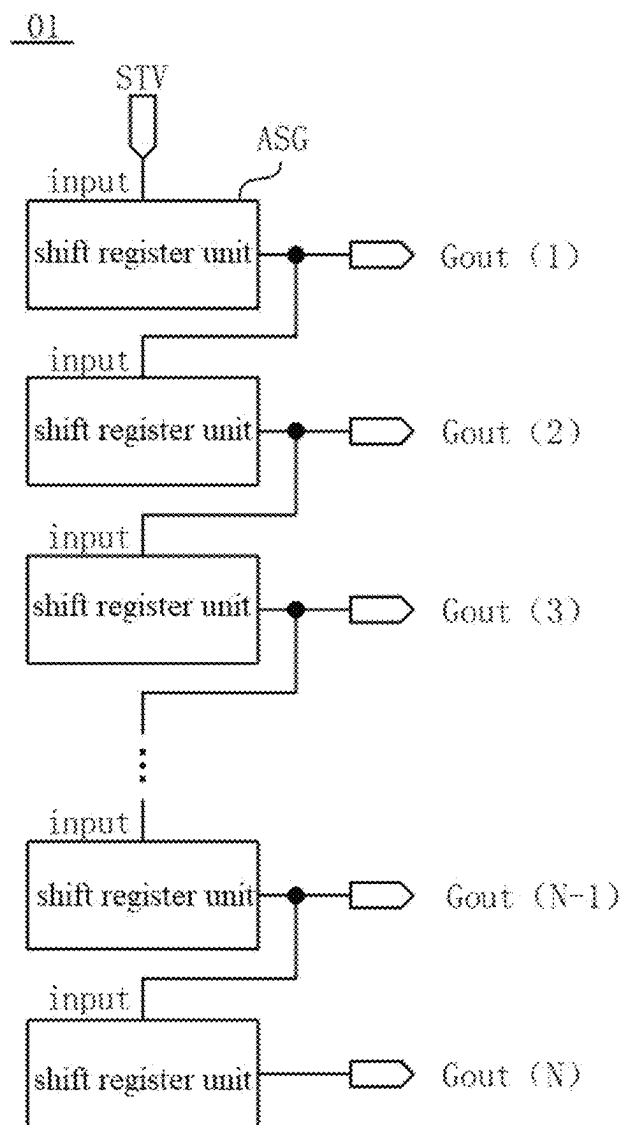 01
STV
ASG
input
shift register unit
Gout (1)
input
shift register unit
Gout (2)
input
shift register unit
Gout (3)
input
shift register unit
Gout (N-1)
input
shift register unit
Gout (N)